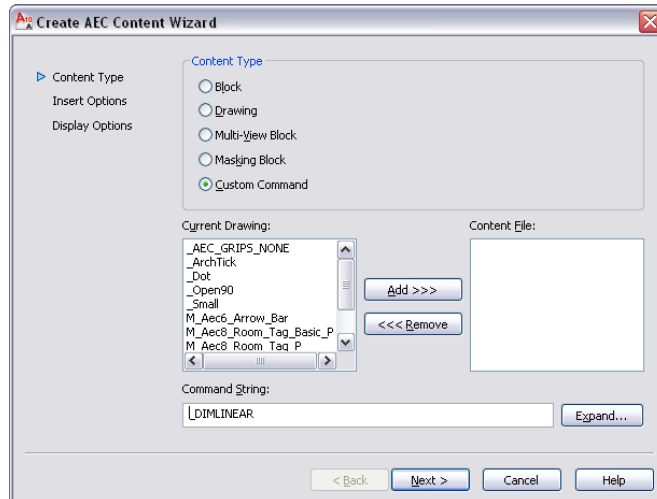 Create AEC Content Wizard
Content Type
Insert Options
Display Options
Content Type
Block
Drawing
Multi-View Block
Masking Block
Custom Command
Current Drawing:
Content File:
_AEC_GRIPS_NONE
_ArchTick
_Dot
_Open90
_Small
M_Aec6_Arrow_Bar
M_Aec8_Room_Tag_Basic_P
M_Aec8_Room_Tag_P
Add >>>
<<< Remove
Command String:
_DIMLINEAR
Expand...
< Back
Next >
Cancel
Help